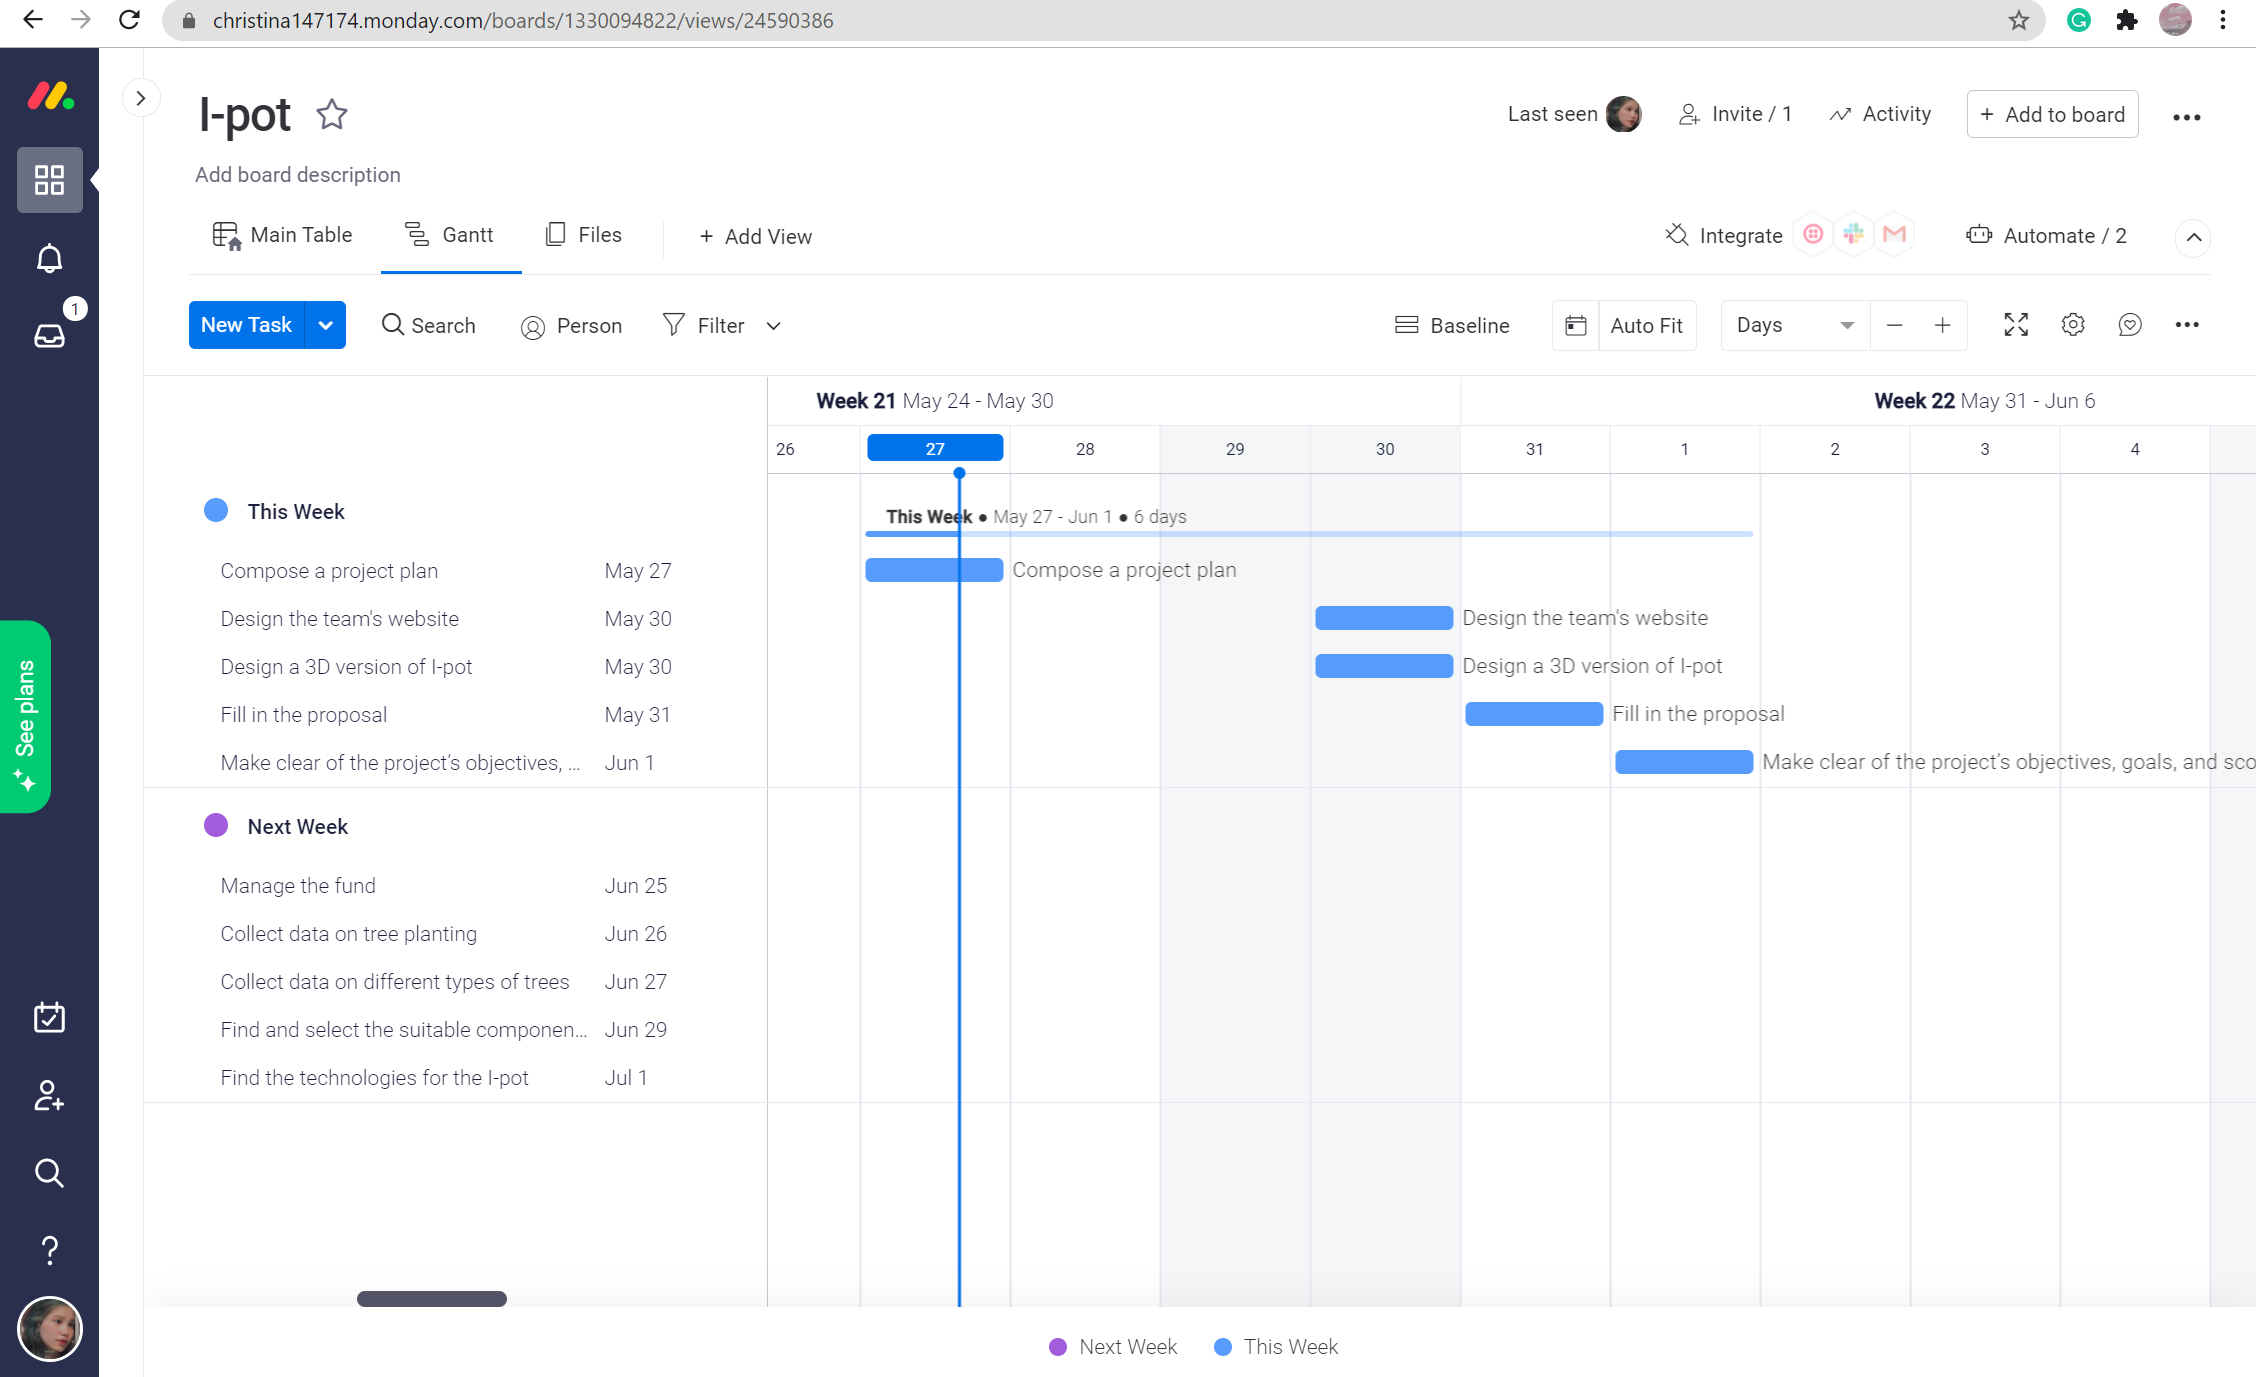 christina147174.monday.com/boards/1330094822/views/24590386
I-pot
Last seen
Invite / 1
Activity
+ Add to board
Add board description
Main Table
Gantt
Files
+ Add View
Integrate
Automate / 2
1
New Task
Search
Person
Filter
Baseline
Auto Fit
Days
Week 21 May 24 - May 30
Week 22 May 31 - Jun 6
26 27 28 29 30 31 1 2 3 4
This Week
This Week • May 27 - Jun 1 • 6 days
Compose a project plan May 27
Compose a project plan
Design the team's website May 30
Design the team's website
Design a 3D version of I-pot May 30
Design a 3D version of I-pot
Fill in the proposal May 31
Fill in the proposal
Make clear of the project’s objectives, ... Jun 1
Make clear of the project’s objectives, goals, and sco
See plans
Next Week
Manage the fund Jun 25
Collect data on tree planting Jun 26
Collect data on different types of trees Jun 27
Find and select the suitable componen... Jun 29
Find the technologies for the I-pot Jul 1
Next Week
This Week